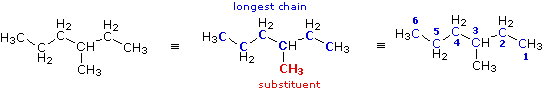 longest chain
H2 H2 H2 H2 6 H2 3 H2
H3C C CH C CH3 ≡ H3C C CH C CH3 ≡ H3C 5 C C 2
C H2 CH3 C H2 CH3 C H2 4 CH3 1
substituent